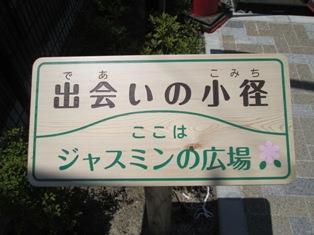 であ こみち
出会いの小径
ここは
ジャスミンの広場